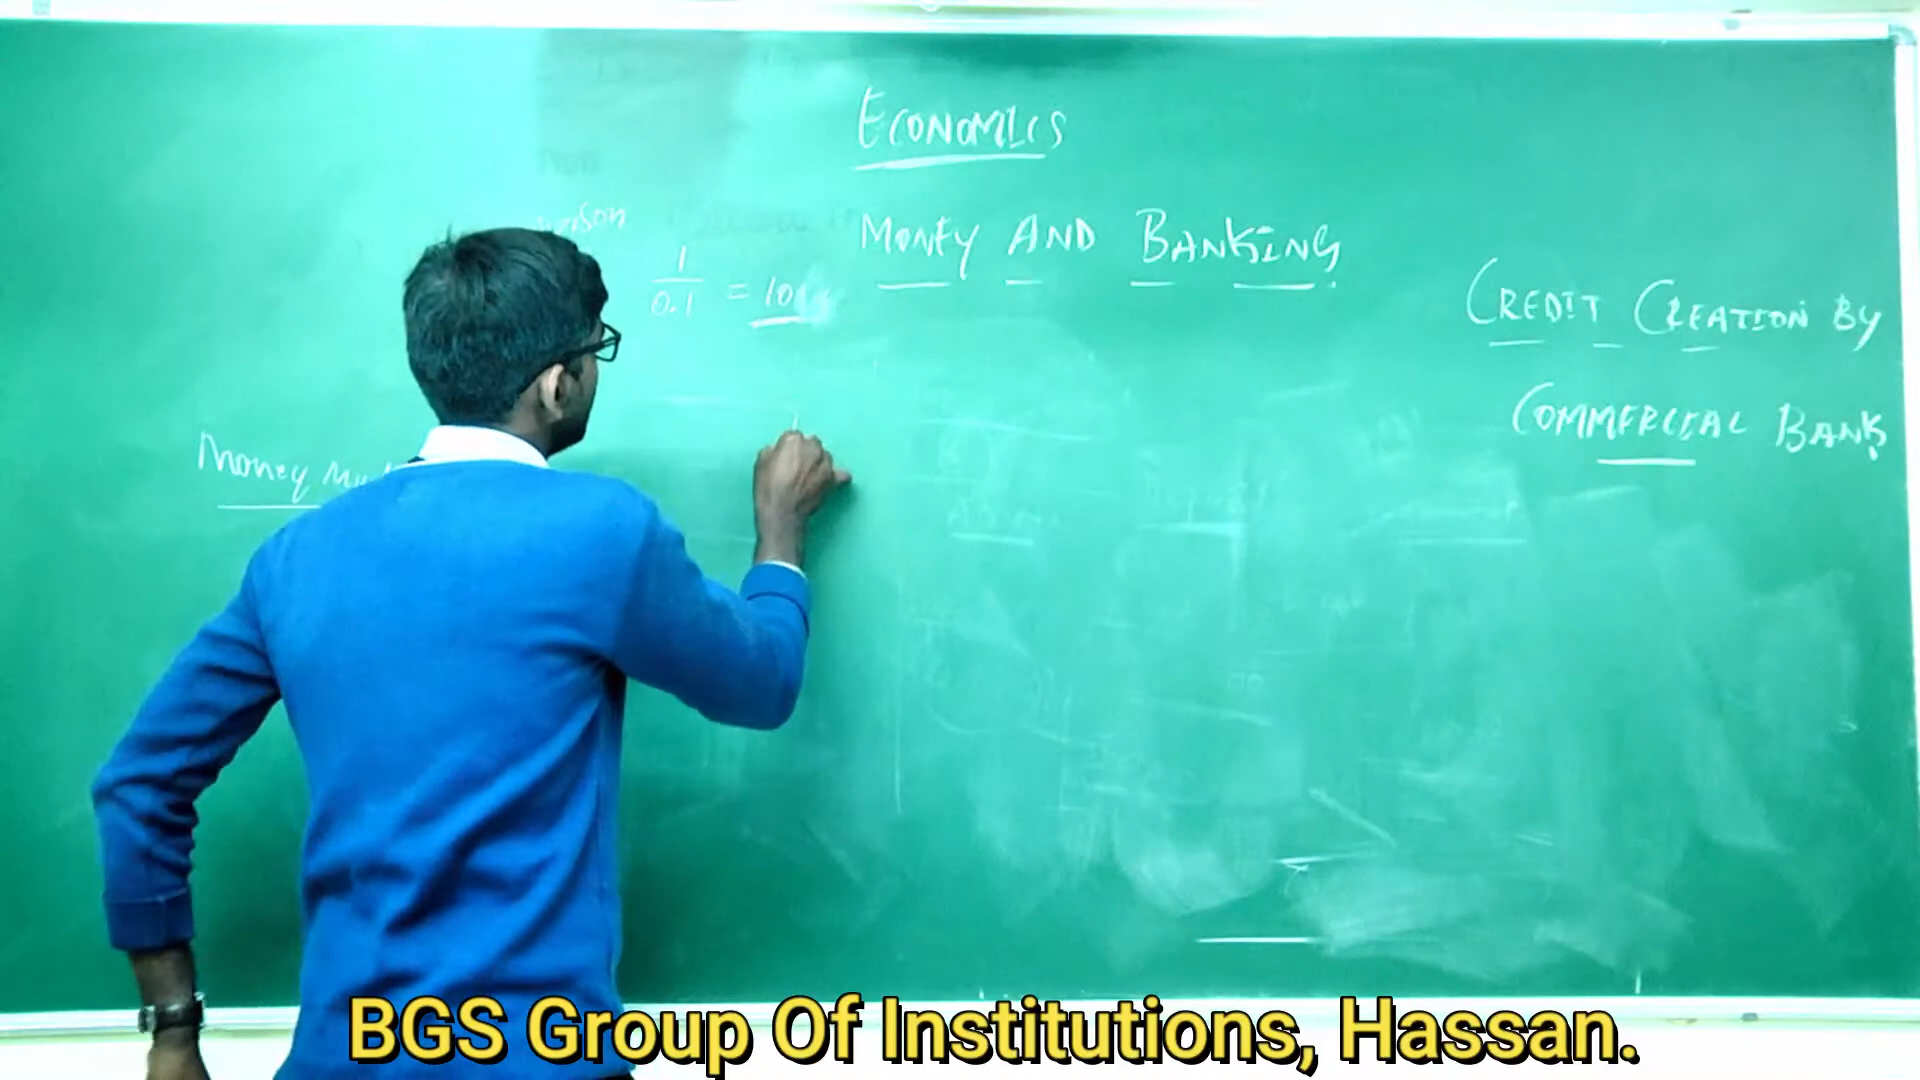 ECONOMICS
MONEY AND BANKING
1
0.1 = 10
CREDIT CREATION BY
COMMERCIAL BANK
Money
BGS Group Of Institutions, Hassan.